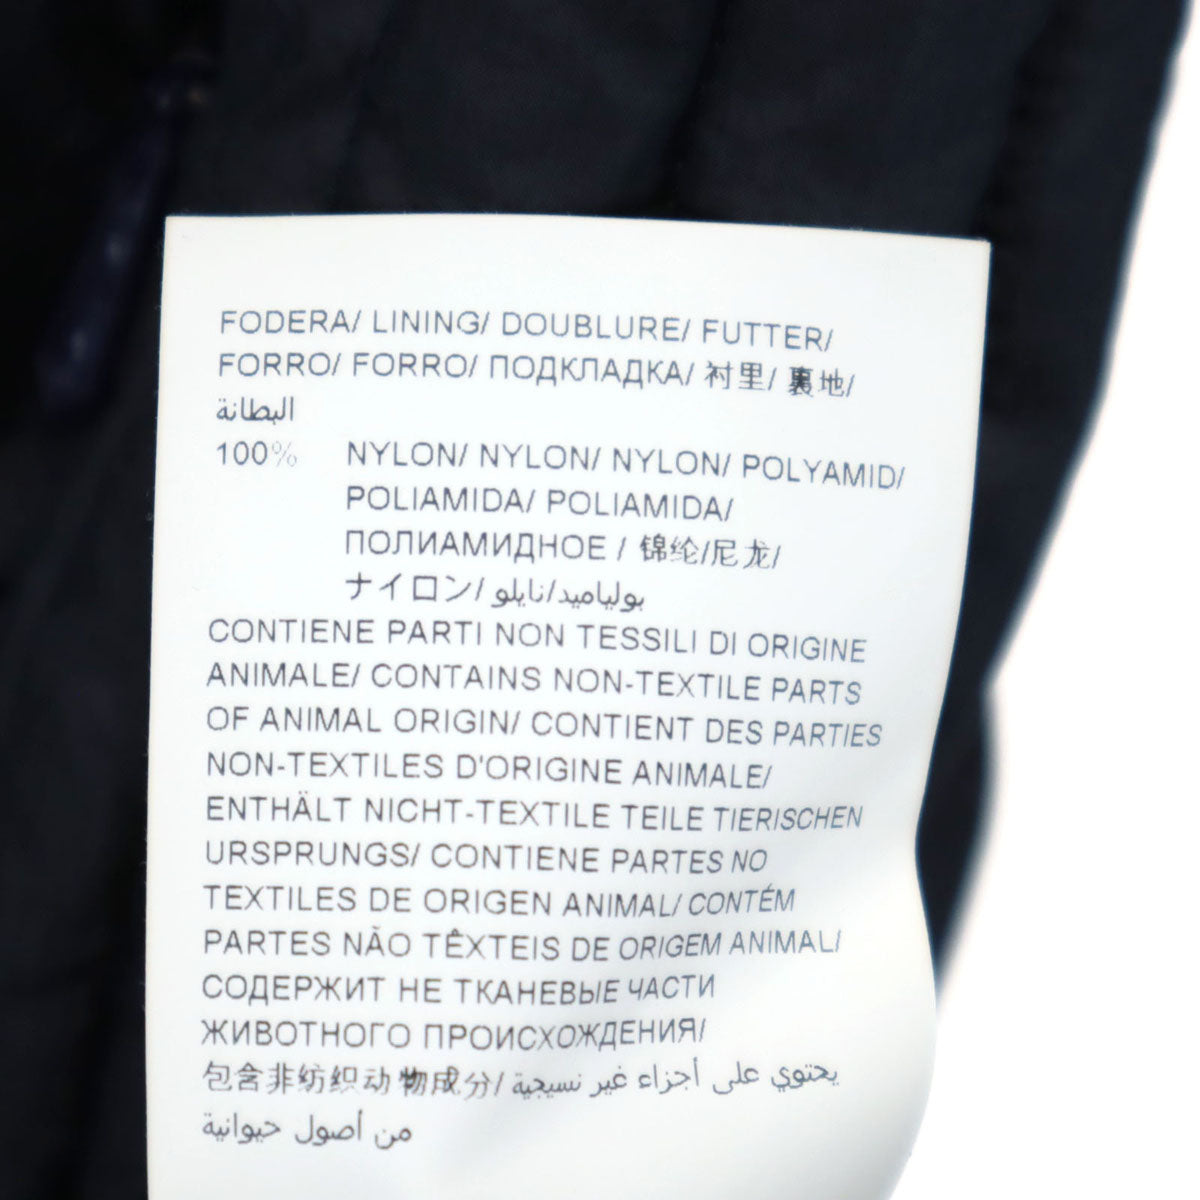 FODERA/ LINING/ DOUBLURE/ FUTTER/
FORRO/ FORRO/ ПОДКЛАДКА/ 衬里/ 裏地/
البطانة
100% NYLON/ NYLON/ NYLON/ POLYAMID/
POLIAMIDA/ POLIAMIDA/
ПОЛИАМИДНОЕ / 锦纶/尼龙/
ナイロン/ بولياميد/نايلو
CONTIENE PARTI NON TESSILI DI ORIGINE
ANIMALE/ CONTAINS NON-TEXTILE PARTS
OF ANIMAL ORIGIN/ CONTIENT DES PARTIES
NON-TEXTILES D'ORIGINE ANIMALE/
ENTHÄLT NICHT-TEXTILE TEILE TIERISCHEN
URSPRUNGS/ CONTIENE PARTES NO
TEXTILES DE ORIGEN ANIMAL/ CONTÉM
PARTES NÃO TÊXTEIS DE ORIGEM ANIMAL/
СОДЕРЖИТ НЕ ТКАНЕВЫЕ ЧАСТИ
ЖИВОТНОГО ПРОИСХОЖДЕНИЯ/
包含非纺织动物成分/ يحتوي على أجزاء غير نسيجية
من أصول حيوانية